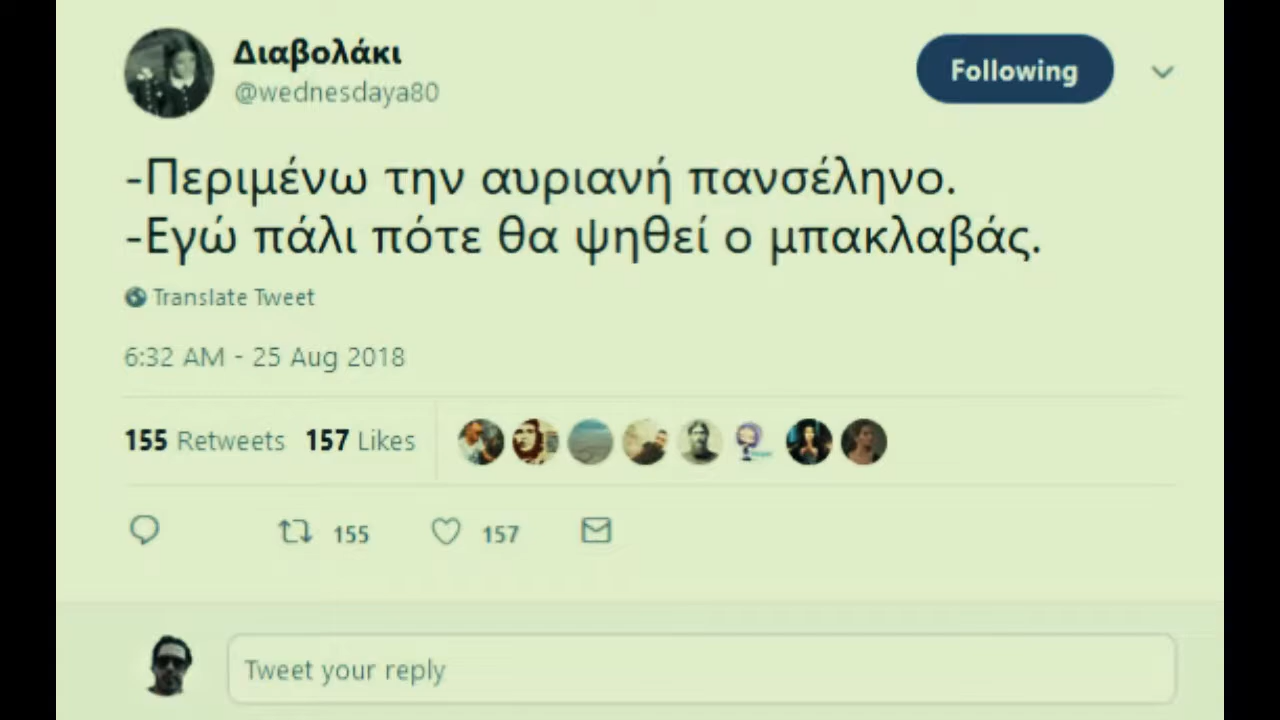 Διαβολάκι
@wednesdaya80
Following
-Περιμένω την αυριανή πανσέληνο.
-Εγώ πάλι πότε θα ψηθεί ο μπακλαβάς.
Translate Tweet
6:32 AM - 25 Aug 2018
155 Retweets 157 Likes
155 157
Tweet your reply